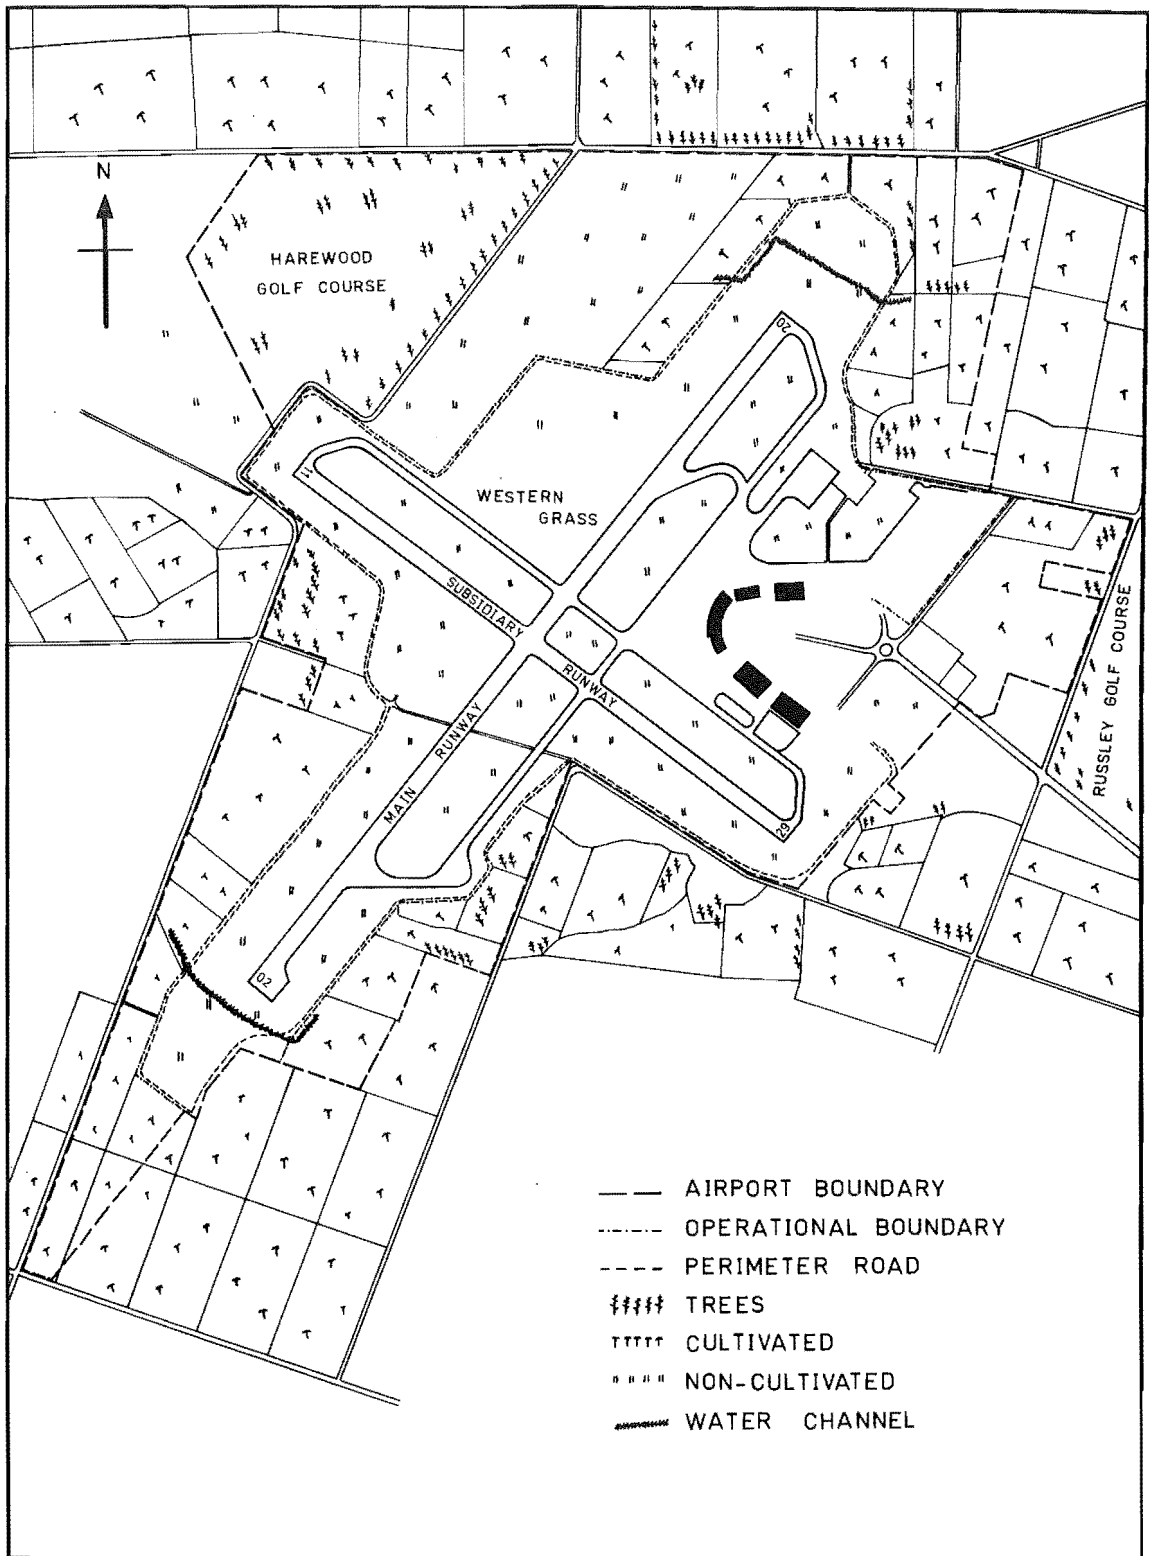 N
HAREWOOD
GOLF COURSE
20
11
WESTERN
GRASS
SUBSIDIARY
RUNWAY
RUSSLEY GOLF COURSE
MAIN RUNWAY
29
02
AIRPORT BOUNDARY
OPERATIONAL BOUNDARY
PERIMETER ROAD
TREES
CULTIVATED
NON-CULTIVATED
WATER CHANNEL